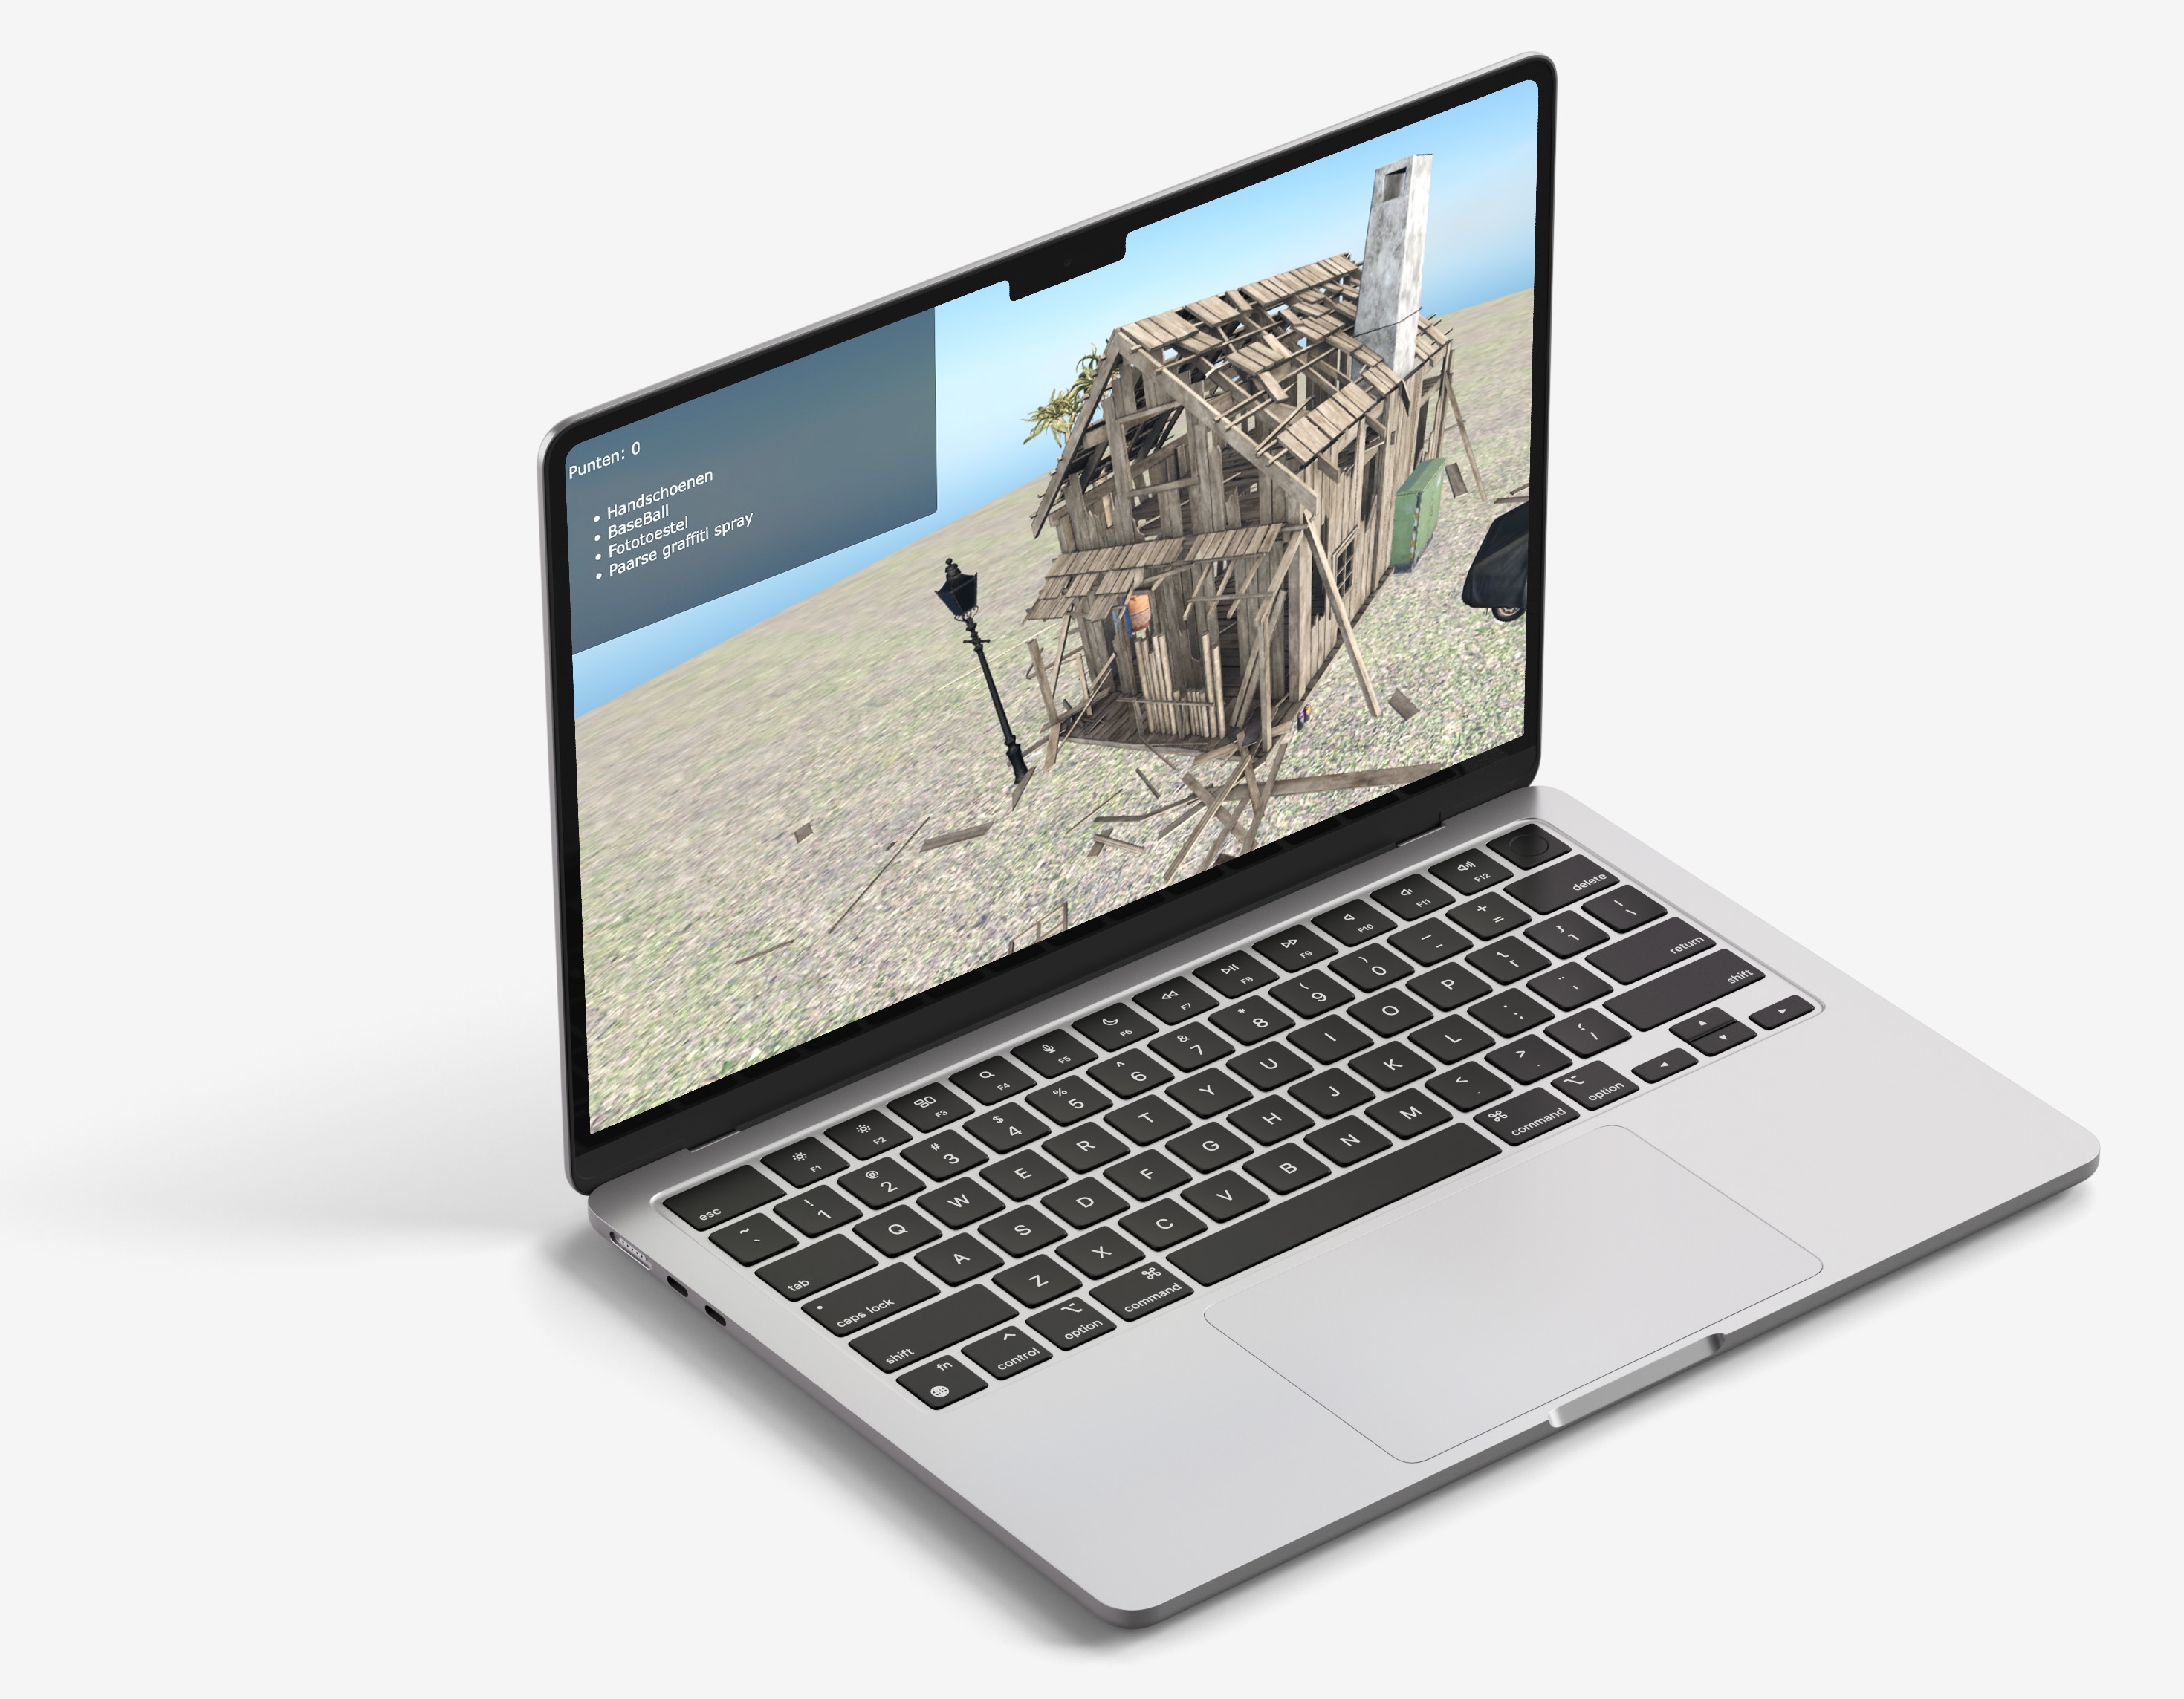 Punten: 0
• Handschoenen
• BaseBall
• Fototoestel
• Paarse graffiti spray
esc F1 F2 F3 F4 F5 F6 F7 F8 F9 F10 F11 F12
~ ` ! 1 @ 2 # 3 $ 4 % 5 ^ 6 & 7 * 8 ( 9 ) 0 — - + = delete
tab Q W E R T Y U I O P { [ } ] | \
caps lock A S D F G H J K L : ; " ' return
shift Z X C V B N M < , > . ? / shift
fn control option command command option